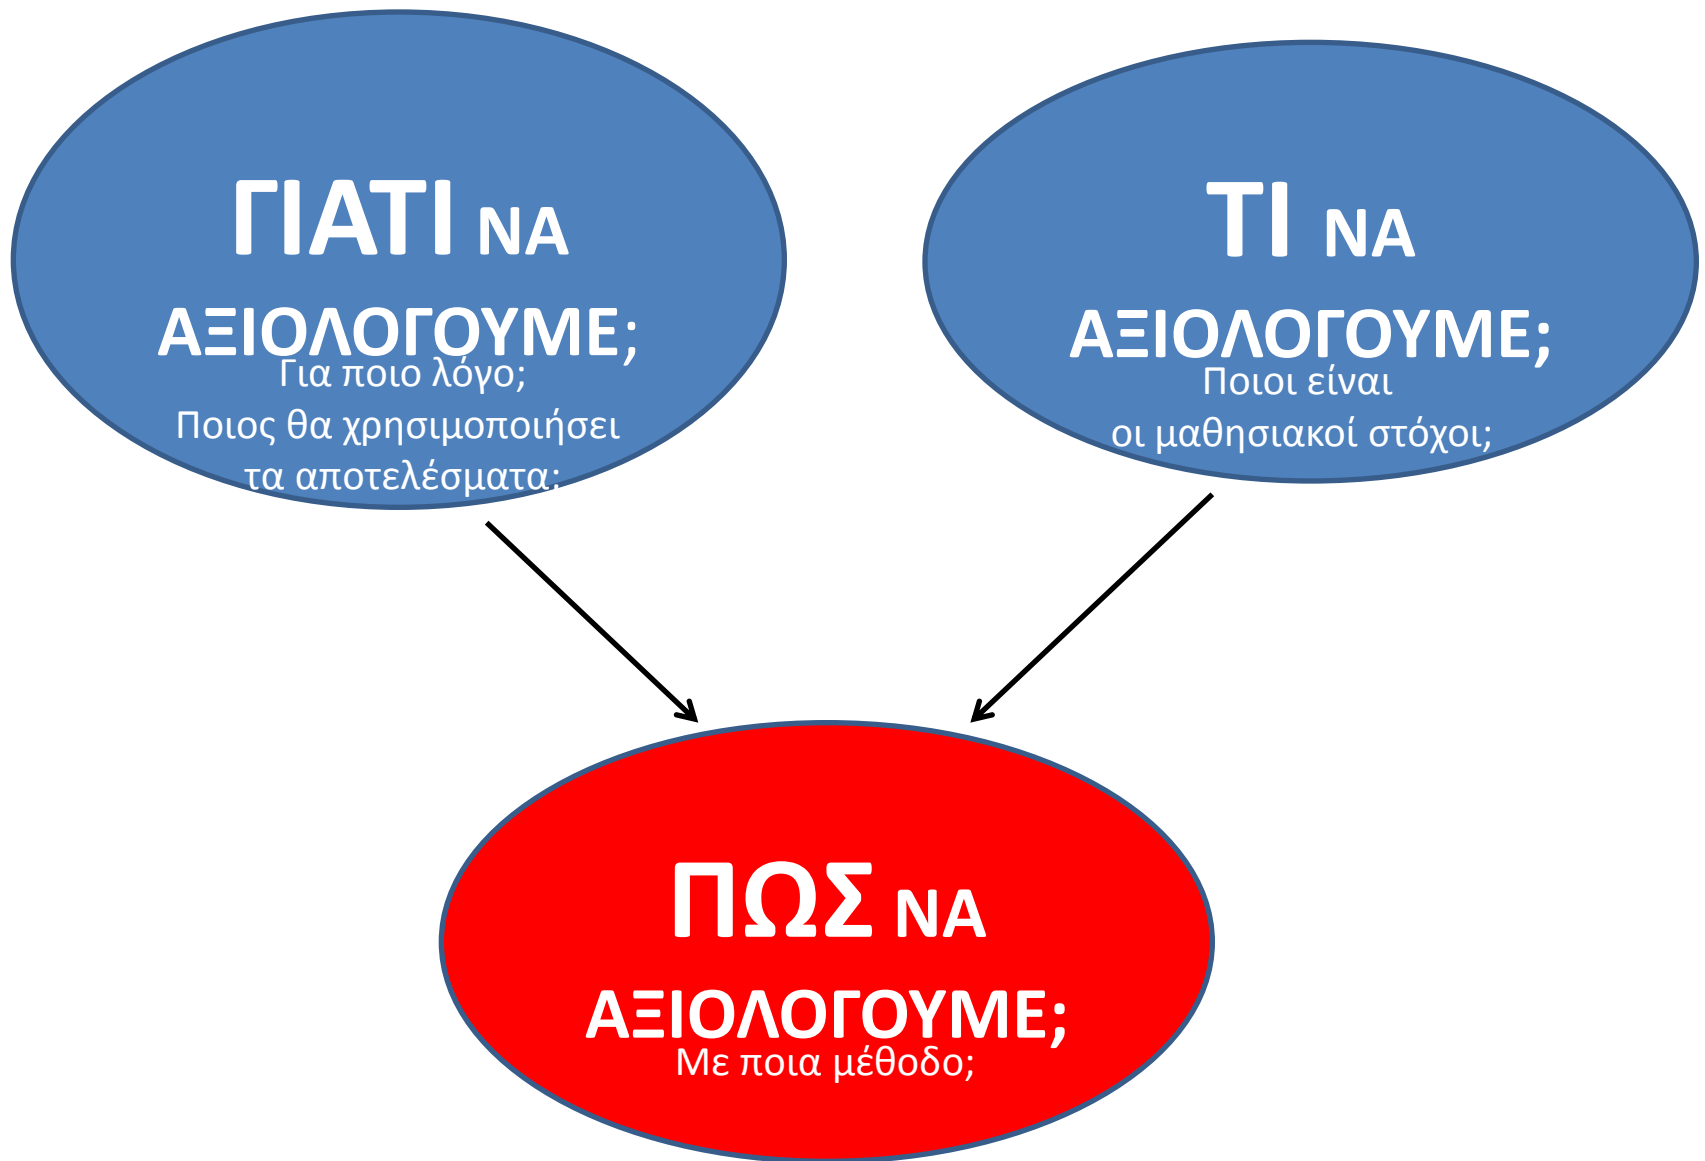 ΓΙΑΤΙ ΝΑ
ΑΞΙΟΛΟΓΟΥΜΕ;
Για ποιο λόγο;
Ποιος θα χρησιμοποιήσει
τα αποτελέσματα;
ΤΙ ΝΑ
ΑΞΙΟΛΟΓΟΥΜΕ;
Ποιοι είναι
οι μαθησιακοί στόχοι;
ΠΩΣ ΝΑ
ΑΞΙΟΛΟΓΟΥΜΕ;
Με ποια μέθοδο;